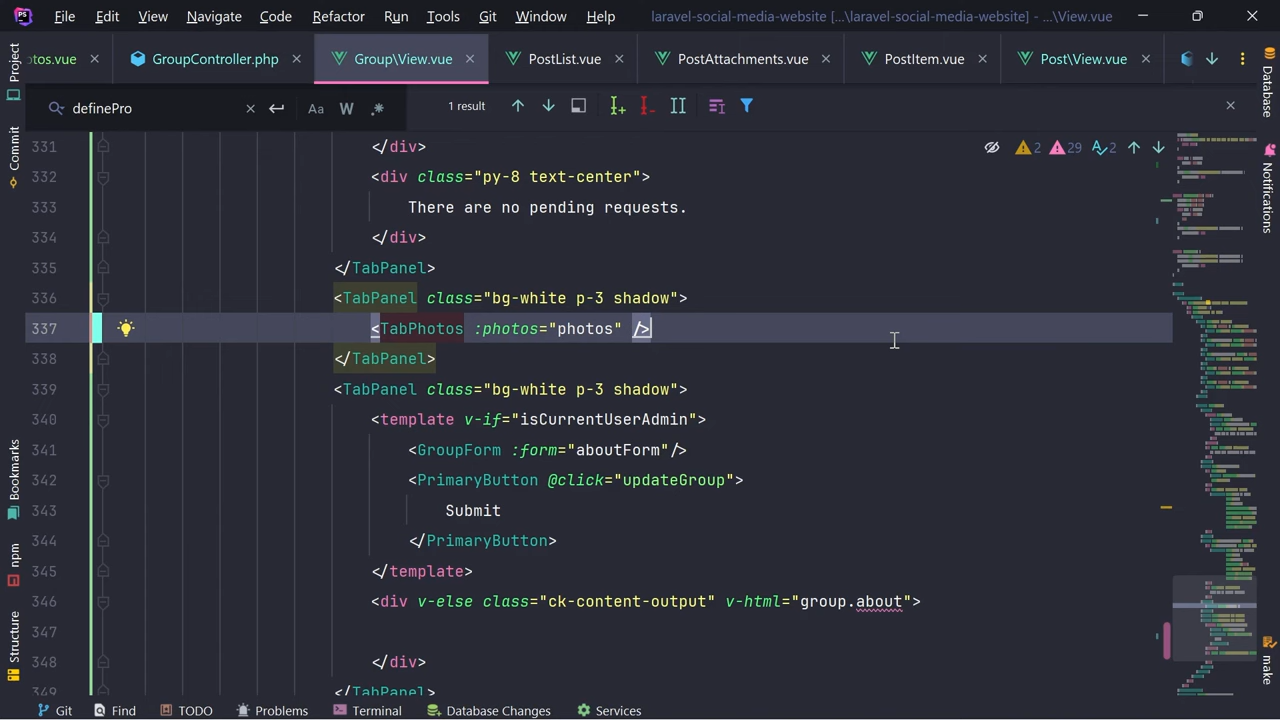 File Edit View Navigate Code Refactor Run Tools Git Window Help laravel-social-media-website [...\laravel-social-media-website] - ...\View.vue
otos.vue GroupController.php Group\View.vue PostList.vue PostAttachments.vue PostItem.vue Post\View.vue
definePro Aa W .* 1 result
2 29 2
331 </div>
332 <div class="py-8 text-center">
333 There are no pending requests.
334 </div>
335 </TabPanel>
336 <TabPanel class="bg-white p-3 shadow">
337 <TabPhotos :photos="photos" />
338 </TabPanel>
339 <TabPanel class="bg-white p-3 shadow">
340 <template v-if="isCurrentUserAdmin">
341 <GroupForm :form="aboutForm"/>
342 <PrimaryButton @click="updateGroup">
343 Submit
344 </PrimaryButton>
345 </template>
346 <div v-else class="ck-content-output" v-html="group.about">
347
348 </div>
349 </TabPanel>
Project
Commit
Bookmarks
npm
Structure
Database
Notifications
make
Git Find TODO Problems Terminal Database Changes Services